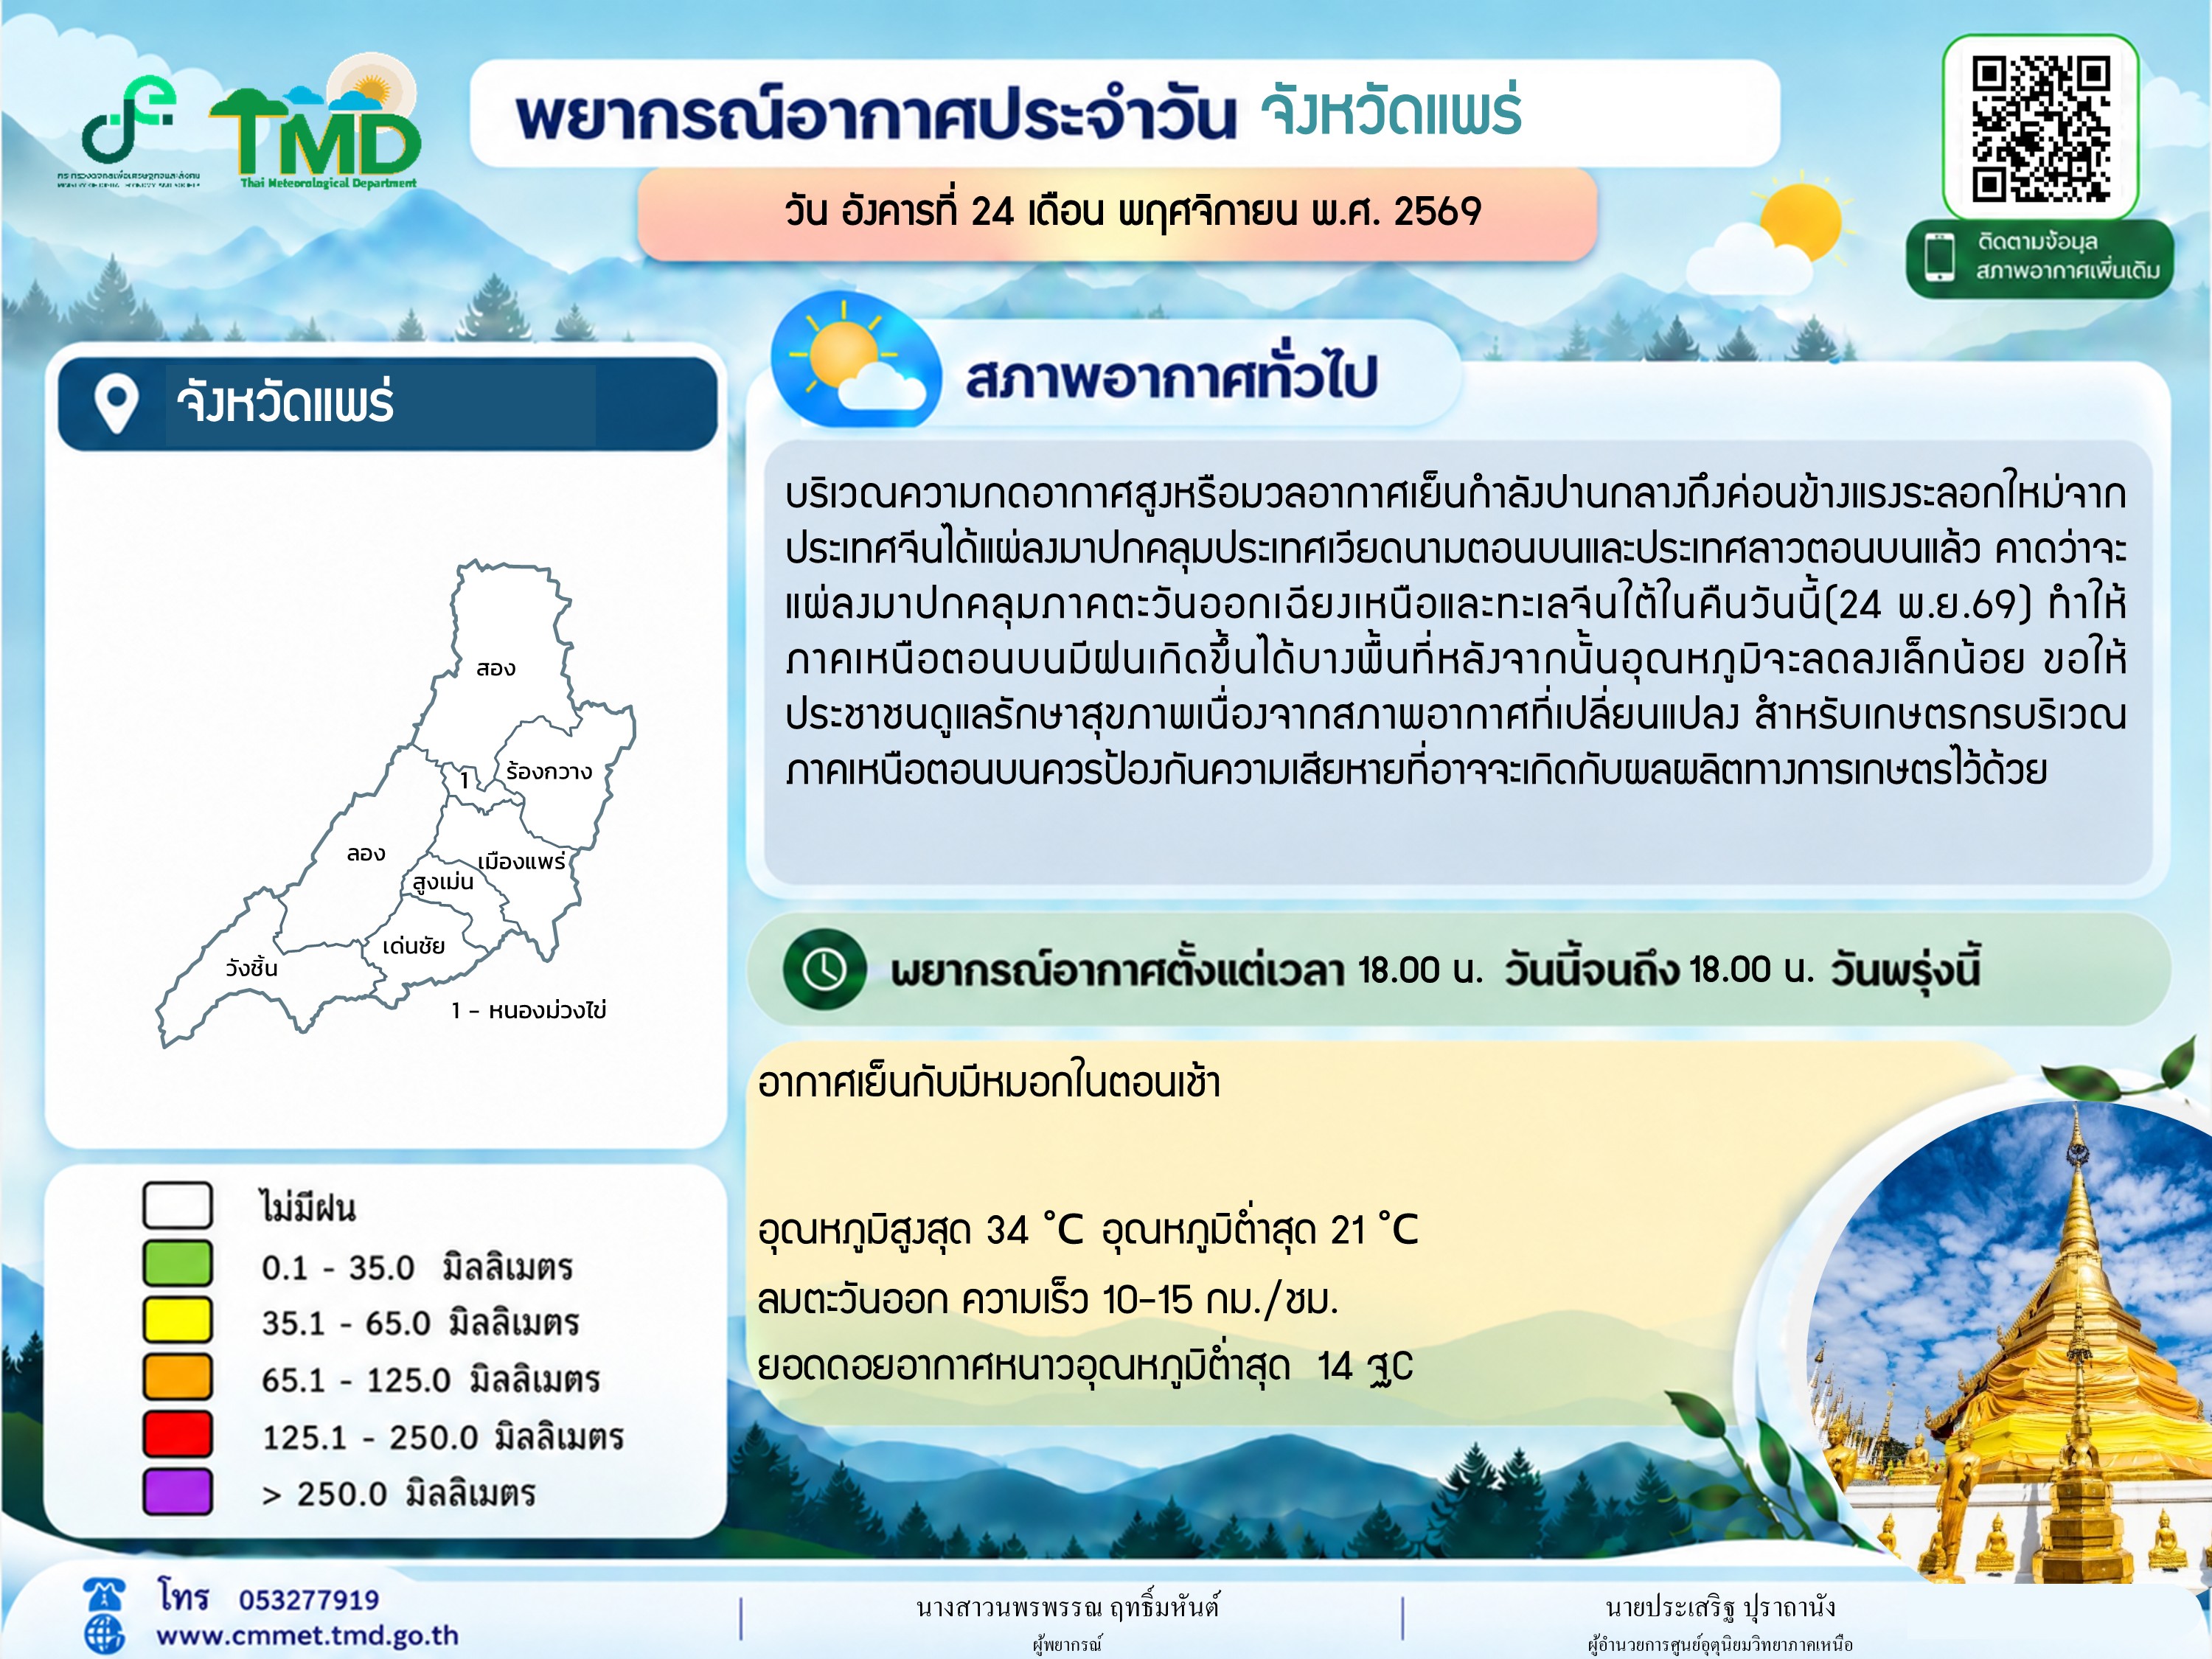 TMD
Thai Meteorological Department
พยากรณ์อากาศประจำวัน จังหวัดแพร่
วัน อังคารที่ 24 เดือน พฤศจิกายน พ.ศ. 2569
ติดตามข้อมูล
สภาพอากาศเพิ่มเติม
จังหวัดแพร่
สอง
ร้องกวาง
1
ลอง
เมืองแพร่
สูงเม่น
เด่นชัย
วังชิ้น
1 - หนองม่วงไข่
ไม่มีฝน
0.1 - 35.0 มิลลิเมตร
35.1 - 65.0 มิลลิเมตร
65.1 - 125.0 มิลลิเมตร
125.1 - 250.0 มิลลิเมตร
> 250.0 มิลลิเมตร
สภาพอากาศทั่วไป
บริเวณความกดอากาศสูงหรือมวลอากาศเย็นกำลังปานกลางถึงค่อนข้างแรงระลอกใหม่จาก
ประเทศจีนได้แผ่ลงมาปกคลุมประเทศเวียดนามตอนบนและประเทศลาวตอนบนแล้ว คาดว่าจะ
แผ่ลงมาปกคลุมภาคตะวันออกเฉียงเหนือและทะเลจีนใต้ในคืนวันนี้(24 พ.ย.69) ทำให้
ภาคเหนือตอนบนมีฝนเกิดขึ้นได้บางพื้นที่หลังจากนั้นอุณหภูมิจะลดลงเล็กน้อย ขอให้
ประชาชนดูแลรักษาสุขภาพเนื่องจากสภาพอากาศที่เปลี่ยนแปลง สำหรับเกษตรกรบริเวณ
ภาคเหนือตอนบนควรป้องกันความเสียหายที่อาจจะเกิดกับผลผลิตทางการเกษตรไว้ด้วย
พยากรณ์อากาศตั้งแต่เวลา 18.00 น. วันนี้จนถึง 18.00 น. วันพรุ่งนี้
อากาศเย็นกับมีหมอกในตอนเช้า
อุณหภูมิสูงสุด 34 °C อุณหภูมิต่ำสุด 21 °C
ลมตะวันออก ความเร็ว 10-15 กม./ชม.
ยอดดอยอากาศหนาวอุณหภูมิต่ำสุด 14 ฐC
โทร 053277919
www.cmmet.tmd.go.th
นางสาวนพรพรรณ ฤทธิ์มหันต์
ผู้พยากรณ์
นายประเสริฐ ปุราถานัง
ผู้อำนวยการศูนย์อุตุนิยมวิทยาภาคเหนือ